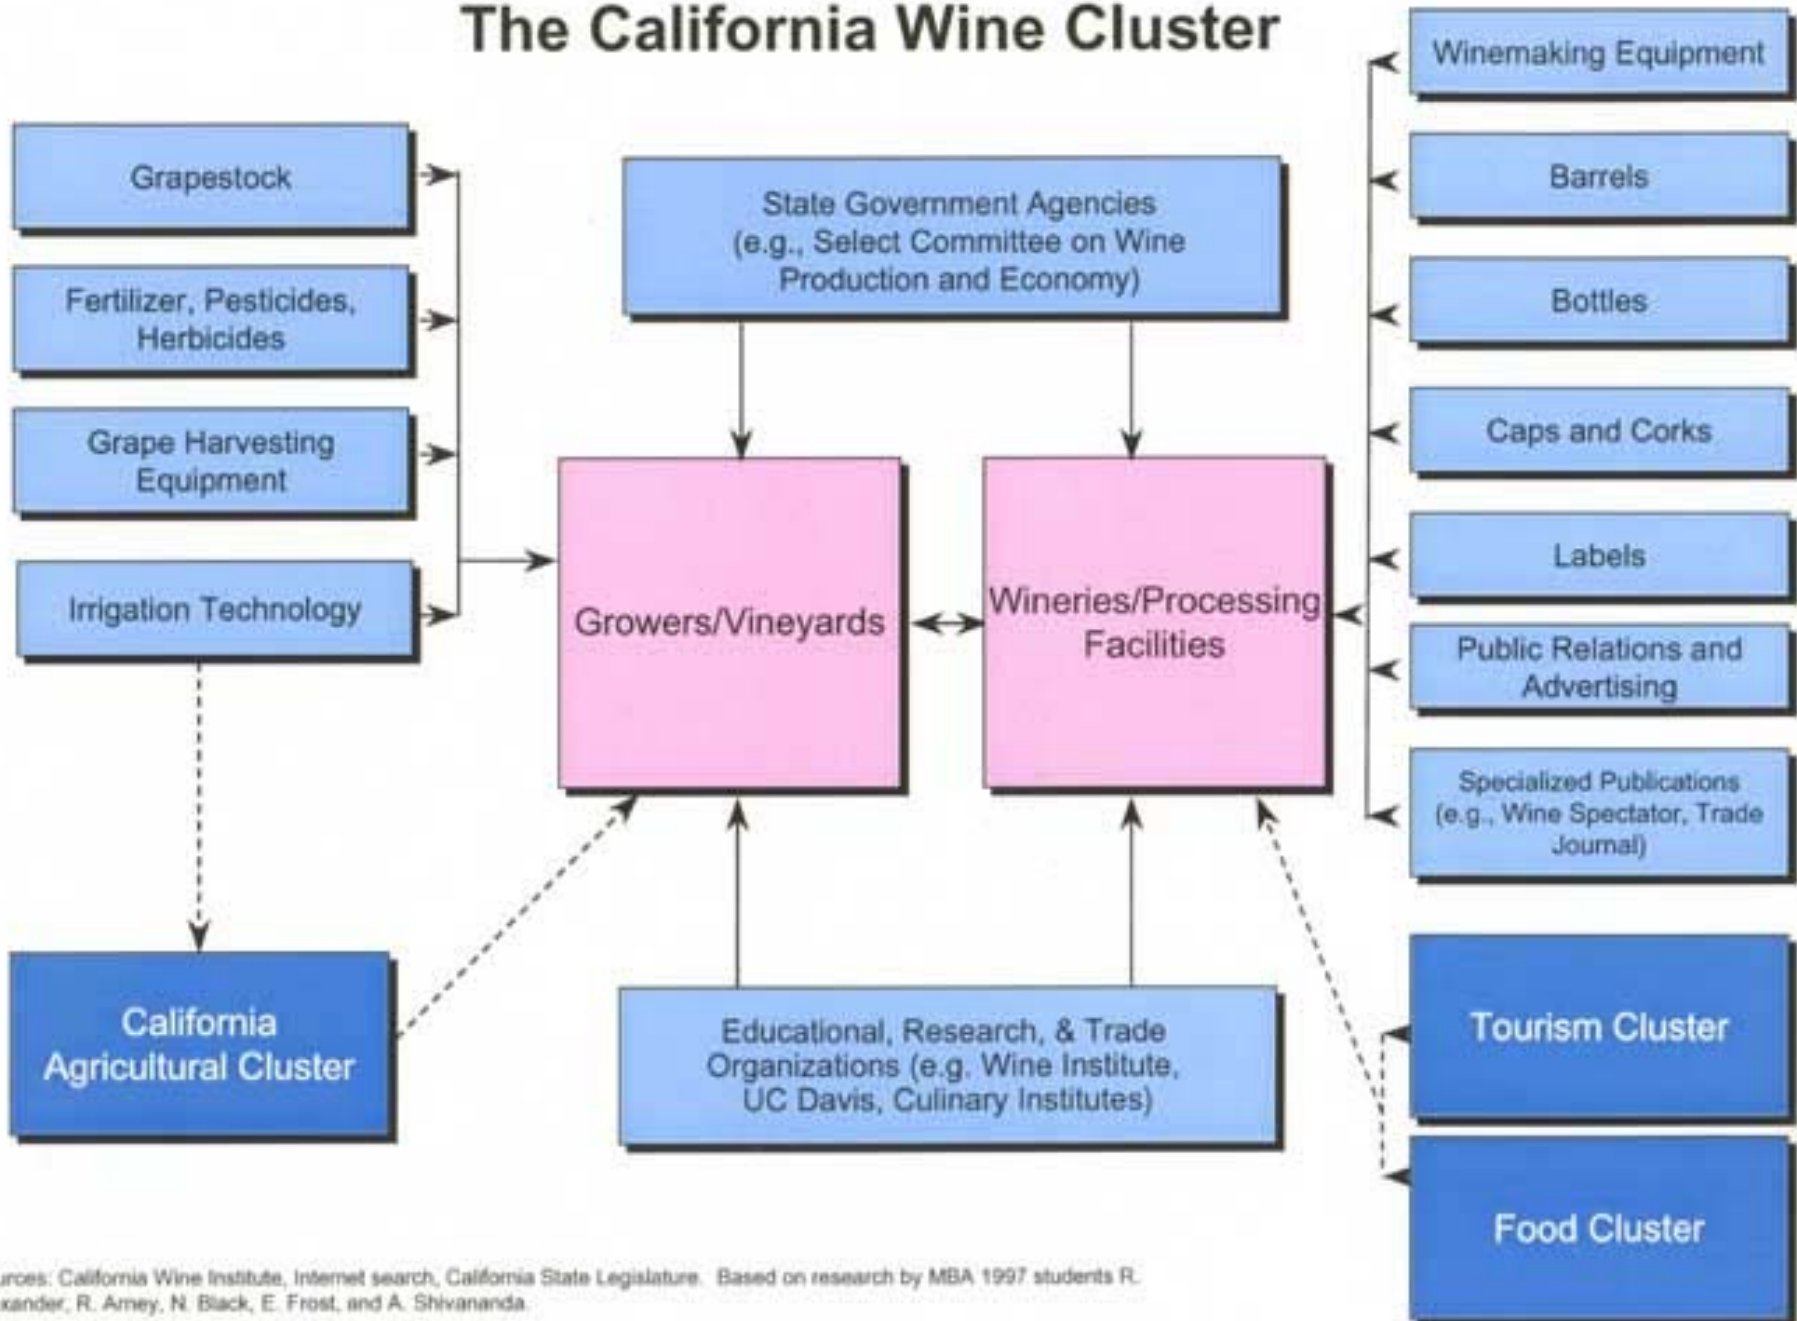 The California Wine Cluster
Grapestock
Fertilizer, Pesticides,
Herbicides
Grape Harvesting
Equipment
Irrigation Technology
State Government Agencies
(e.g., Select Committee on Wine
Production and Economy)
Growers/Vineyards
Wineries/Processing
Facilities
Winemaking Equipment
Barrels
Bottles
Caps and Corks
Labels
Public Relations and
Advertising
Specialized Publications
(e.g., Wine Spectator, Trade
Journal)
California
Agricultural Cluster
Educational, Research, & Trade
Organizations (e.g. Wine Institute,
UC Davis, Culinary Institutes)
Tourism Cluster
Food Cluster
urces: California Wine Institute, Internet search, California State Legislature. Based on research by MBA 1997 students R.
xander, R. Arney, N. Black, E. Frost, and A. Shivananda.